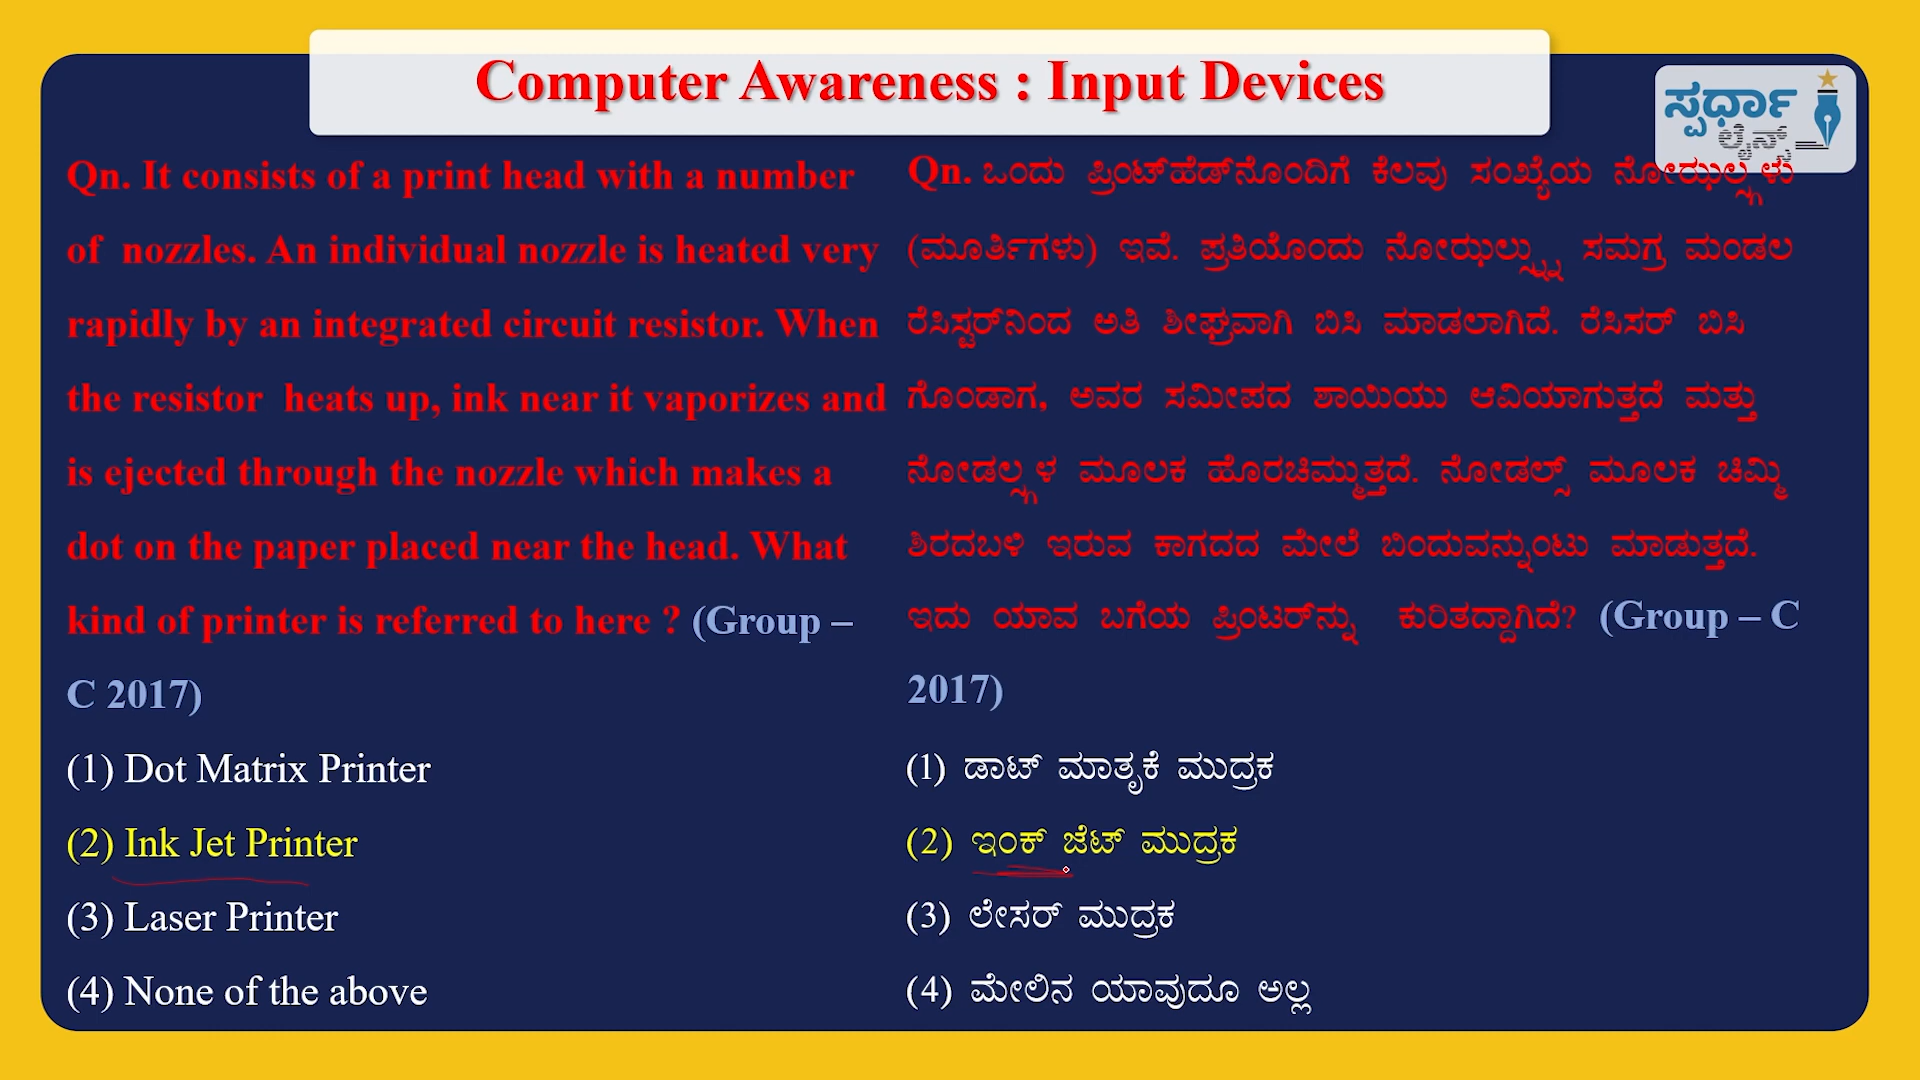 Computer Awareness : Input Devices
ಸ್ಪರ್ಧಾ
ಲೈನ್ಸ್
Qn. It consists of a print head with a number
of nozzles. An individual nozzle is heated very
rapidly by an integrated circuit resistor. When
the resistor heats up, ink near it vaporizes and
is ejected through the nozzle which makes a
dot on the paper placed near the head. What
kind of printer is referred to here ? (Group –
C 2017)
(1) Dot Matrix Printer
(2) Ink Jet Printer
(3) Laser Printer
(4) None of the above
Qn. ಒಂದು ಪ್ರಿಂಟ್‌ಹೆಡ್‌ನೊಂದಿಗೆ ಕೆಲವು ಸಂಖ್ಯೆಯ ನೋಝಲ್ಸ್ಗಳು
(ಮೂರ್ತಿಗಳು) ಇವೆ. ಪ್ರತಿಯೊಂದು ನೋಝಲ್ಸ್ನ್ನು ಸಮಗ್ರ ಮಂಡಲ
ರೆಸಿಸ್ಟರ್‌ನಿಂದ ಅತಿ ಶೀಘ್ರವಾಗಿ ಬಿಸಿ ಮಾಡಲಾಗಿದೆ. ರೆಸಿಸರ್ ಬಿಸಿ
ಗೊಂಡಾಗ, ಅವರ ಸಮೀಪದ ಶಾಯಿಯು ಆವಿಯಾಗುತ್ತದೆ ಮತ್ತು
ನೋಡಲ್ಸ್ಗಳ ಮೂಲಕ ಹೊರಚಿಮ್ಮುತ್ತದೆ. ನೋಡಲ್ಸ್ ಮೂಲಕ ಚಿಮ್ಮಿ
ಶಿರದಬಳಿ ಇರುವ ಕಾಗದದ ಮೇಲೆ ಬಿಂದುವನ್ನುಂಟು ಮಾಡುತ್ತದೆ.
ಇದು ಯಾವ ಬಗೆಯ ಪ್ರಿಂಟರ್‌ನ್ನು ಕುರಿತದ್ದಾಗಿದೆ? (Group – C
2017)
(1) ಡಾಟ್ ಮಾತೃಕೆ ಮುದ್ರಕ
(2) ಇಂಕ್ ಜೆಟ್ ಮುದ್ರಕ
(3) ಲೇಸರ್ ಮುದ್ರಕ
(4) ಮೇಲಿನ ಯಾವುದೂ ಅಲ್ಲ